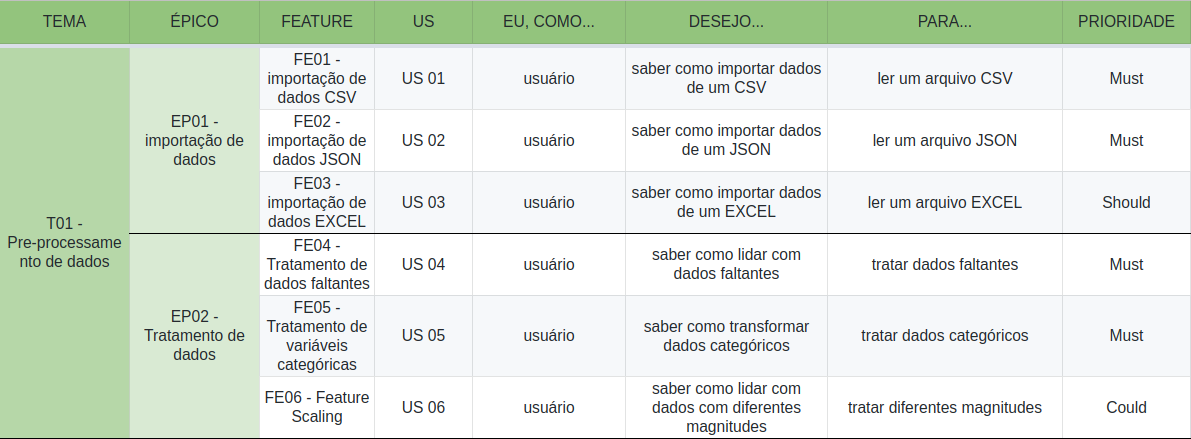 TEMA ÉPICO FEATURE US EU, COMO... DESEJO... PARA... PRIORIDADE
T01 -
Pre-processame
nto de dados
EP01 -
importação de
dados
FE01 -
importação de
dados CSV
US 01
usuário
saber como importar dados
de um CSV
ler um arquivo CSV
Must
FE02 -
importação de
dados JSON
US 02
usuário
saber como importar dados
de um JSON
ler um arquivo JSON
Must
FE03 -
importação de
dados EXCEL
US 03
usuário
saber como importar dados
de um EXCEL
ler um arquivo EXCEL
Should
EP02 -
Tratamento de
dados
FE04 -
Tratamento de
dados faltantes
US 04
usuário
saber como lidar com
dados faltantes
tratar dados faltantes
Must
FE05 -
Tratamento de
variáveis
categóricas
US 05
usuário
saber como transformar
dados categóricos
tratar dados categóricos
Must
FE06 - Feature
Scaling
US 06
usuário
saber como lidar com
dados com diferentes
magnitudes
tratar diferentes magnitudes
Could